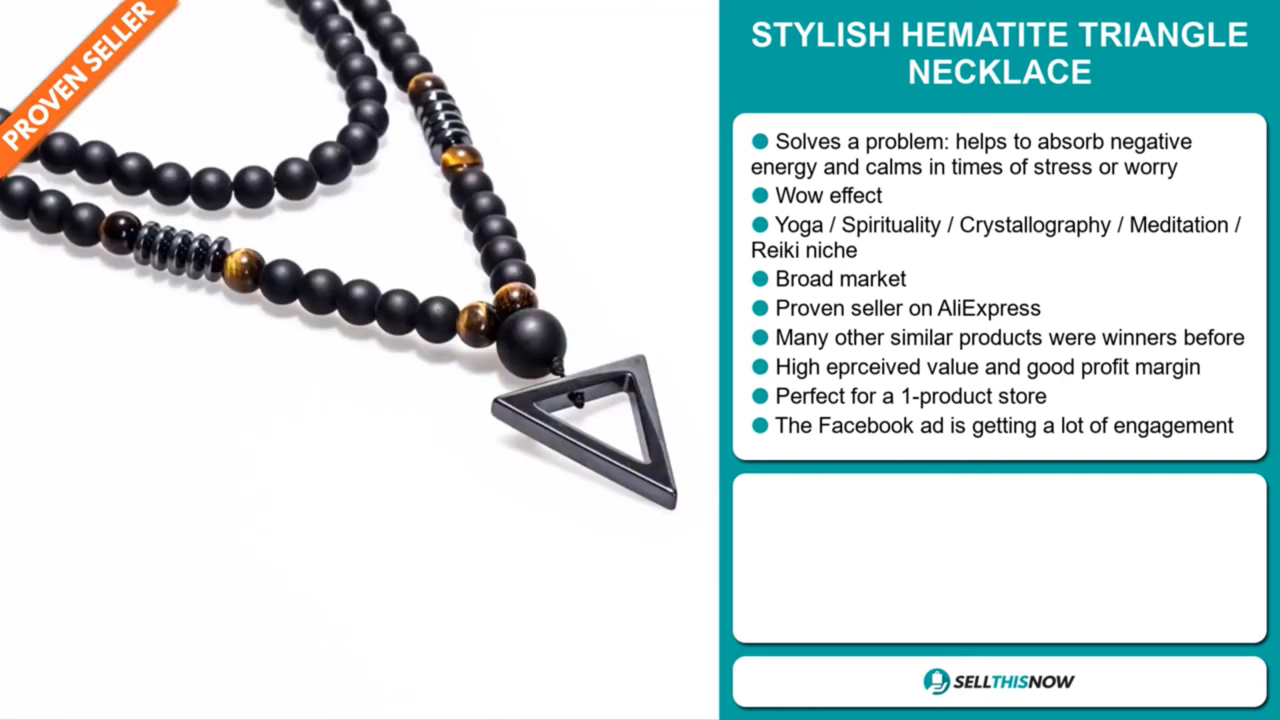 PROVEN SELLER
STYLISH HEMATITE TRIANGLE
NECKLACE
● Solves a problem: helps to absorb negative
energy and calms in times of stress or worry
● Wow effect
● Yoga / Spirituality / Crystallography / Meditation /
Reiki niche
● Broad market
● Proven seller on AliExpress
● Many other similar products were winners before
● High eprceived value and good profit margin
● Perfect for a 1-product store
● The Facebook ad is getting a lot of engagement
SELLTHISNOW